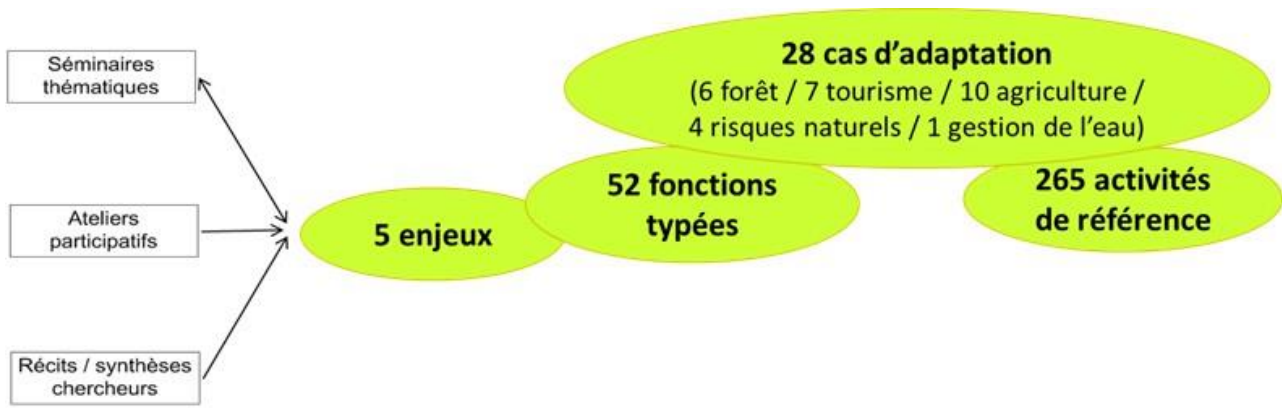 Séminaires
thématiques
Ateliers
participatifs
Récits / synthèses
chercheurs
5 enjeux
52 fonctions
typées
28 cas d’adaptation
(6 forêt / 7 tourisme / 10 agriculture /
4 risques naturels / 1 gestion de l’eau)
265 activités
de référence